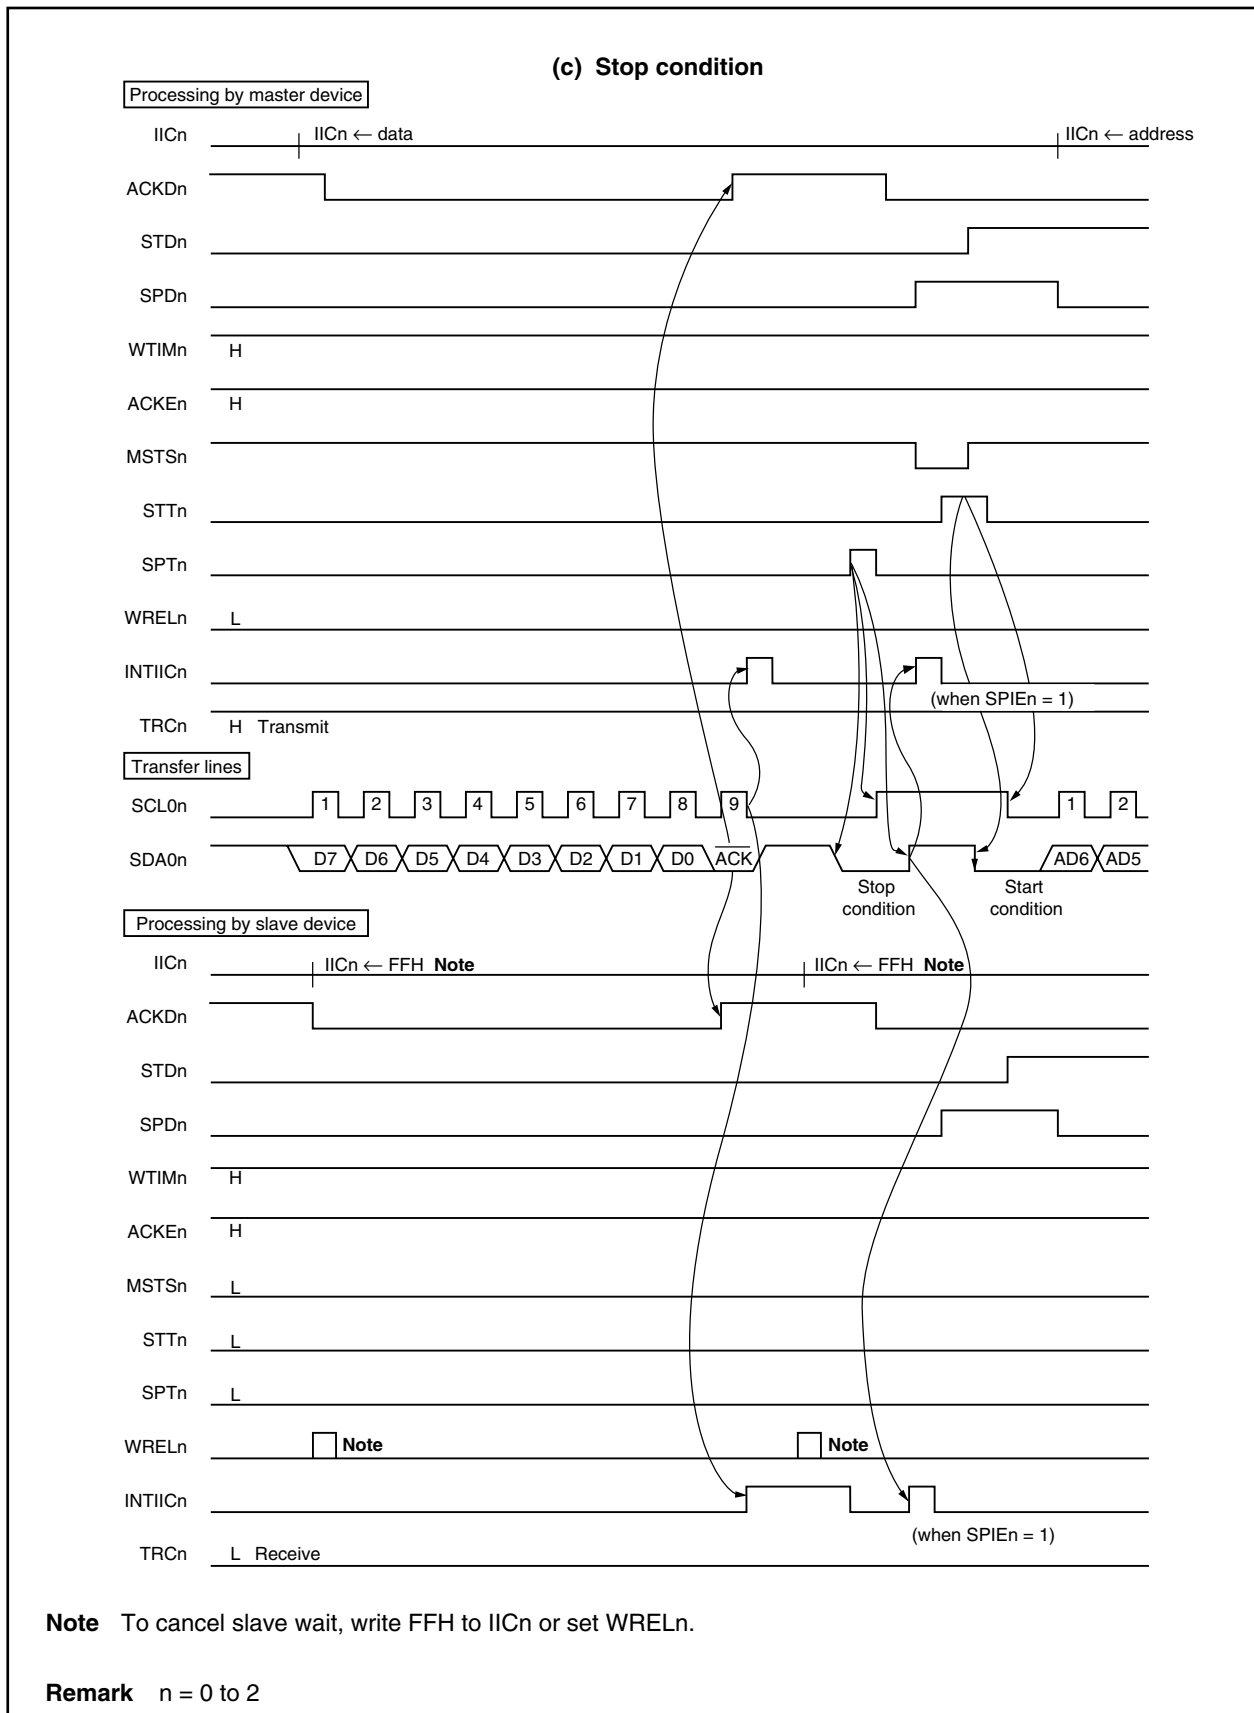 (c) Stop condition
Processing by master device
IICn IICn ← data IICn ← address
ACKDn
STDn
SPDn
WTIMn H
ACKEn H
MSTSn
STTn
SPTn
WRELn L
INTIICn
(when SPIEn = 1)
TRCn H Transmit
Transfer lines
SCL0n 1 2 3 4 5 6 7 8 9 1 2
SDA0n D7 D6 D5 D4 D3 D2 D1 D0 ACK AD6 AD5
Stop condition
Start condition
Processing by slave device
IICn IICn ← FFH Note IICn ← FFH Note
ACKDn
STDn
SPDn
WTIMn H
ACKEn H
MSTSn L
STTn L
SPTn L
WRELn Note Note
INTIICn
(when SPIEn = 1)
TRCn L Receive
Note To cancel slave wait, write FFH to IICn or set WRELn.
Remark n = 0 to 2